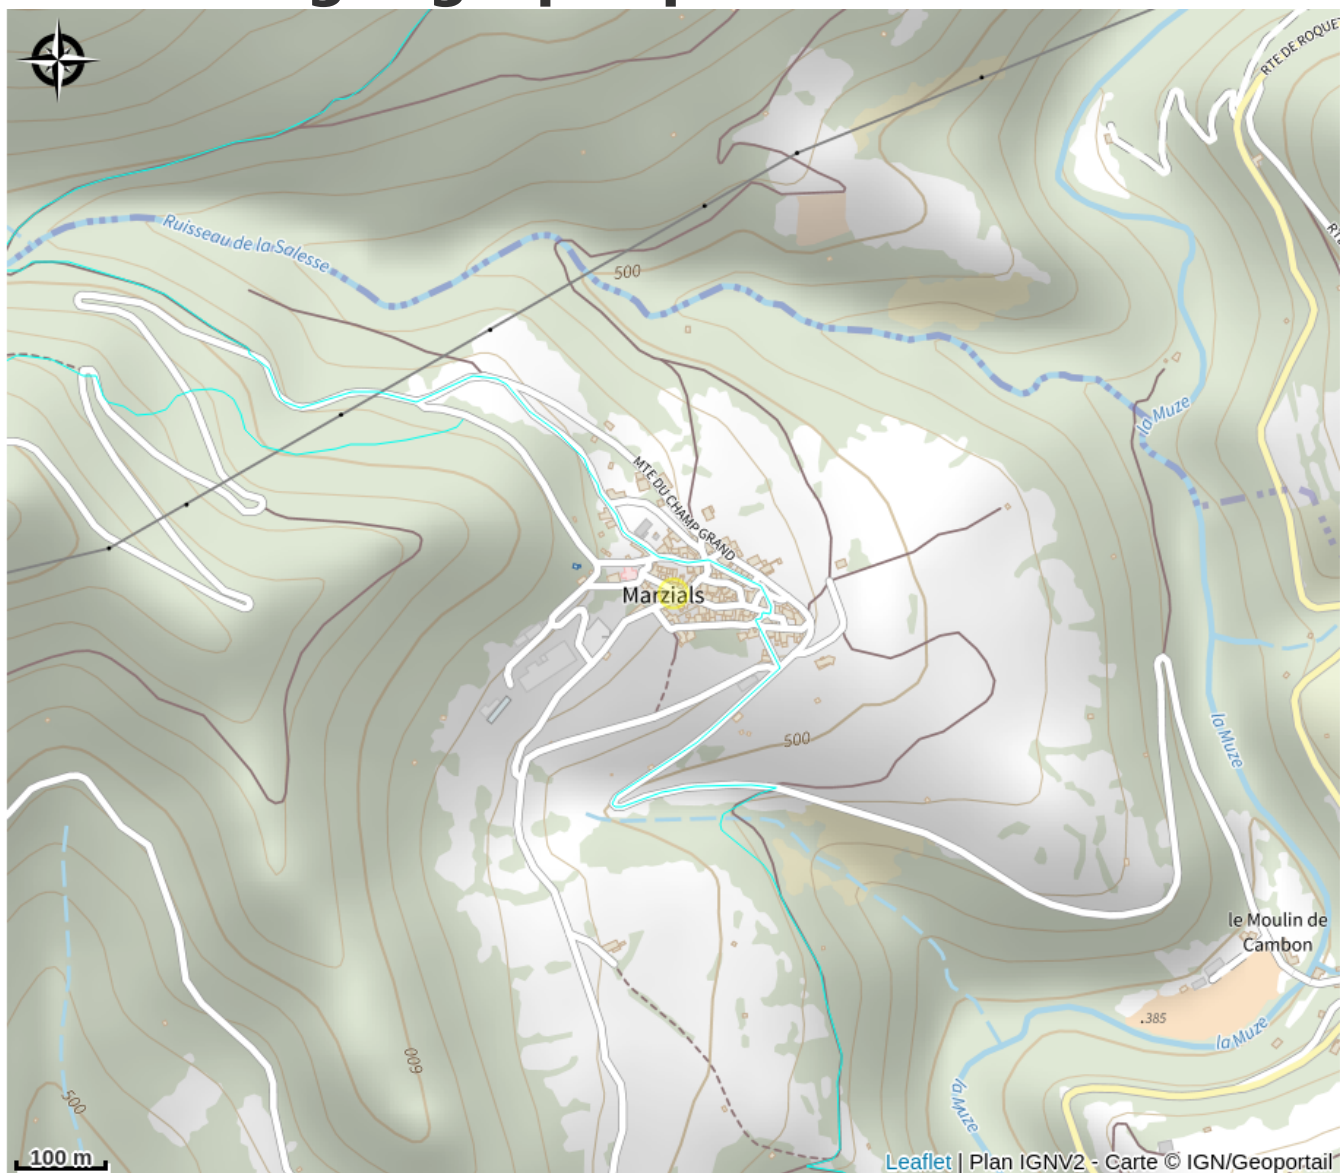 RTE DE ROQUE
Ruisseau de la Salesse
500
la Muze
MTE DU CHAMP GRAND
Marzials
500
la Muze
le Moulin de
Cambon
385
la Muze
600
500
la Muze
100 m
Leaflet | Plan IGNV2 - Carte © IGN/Geoportail